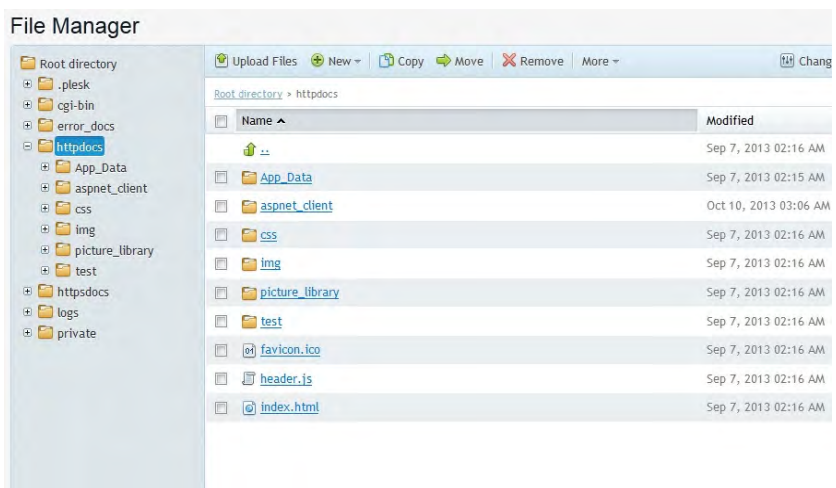 File Manager
Root directory
.plesk
cgi-bin
error_docs
httpdocs
App_Data
aspnet_client
css
img
picture_library
test
httpsdocs
logs
private
Upload Files New Copy Move Remove More Chang
Root directory > httpdocs
Name Modified
.. Sep 7, 2013 02:16 AM
App_Data Sep 7, 2013 02:15 AM
aspnet_client Oct 10, 2013 03:06 AM
css Sep 7, 2013 02:16 AM
img Sep 7, 2013 02:16 AM
picture_library Sep 7, 2013 02:16 AM
test Sep 7, 2013 02:16 AM
favicon.ico Sep 7, 2013 02:16 AM
header.js Sep 7, 2013 02:16 AM
index.html Sep 7, 2013 02:16 AM